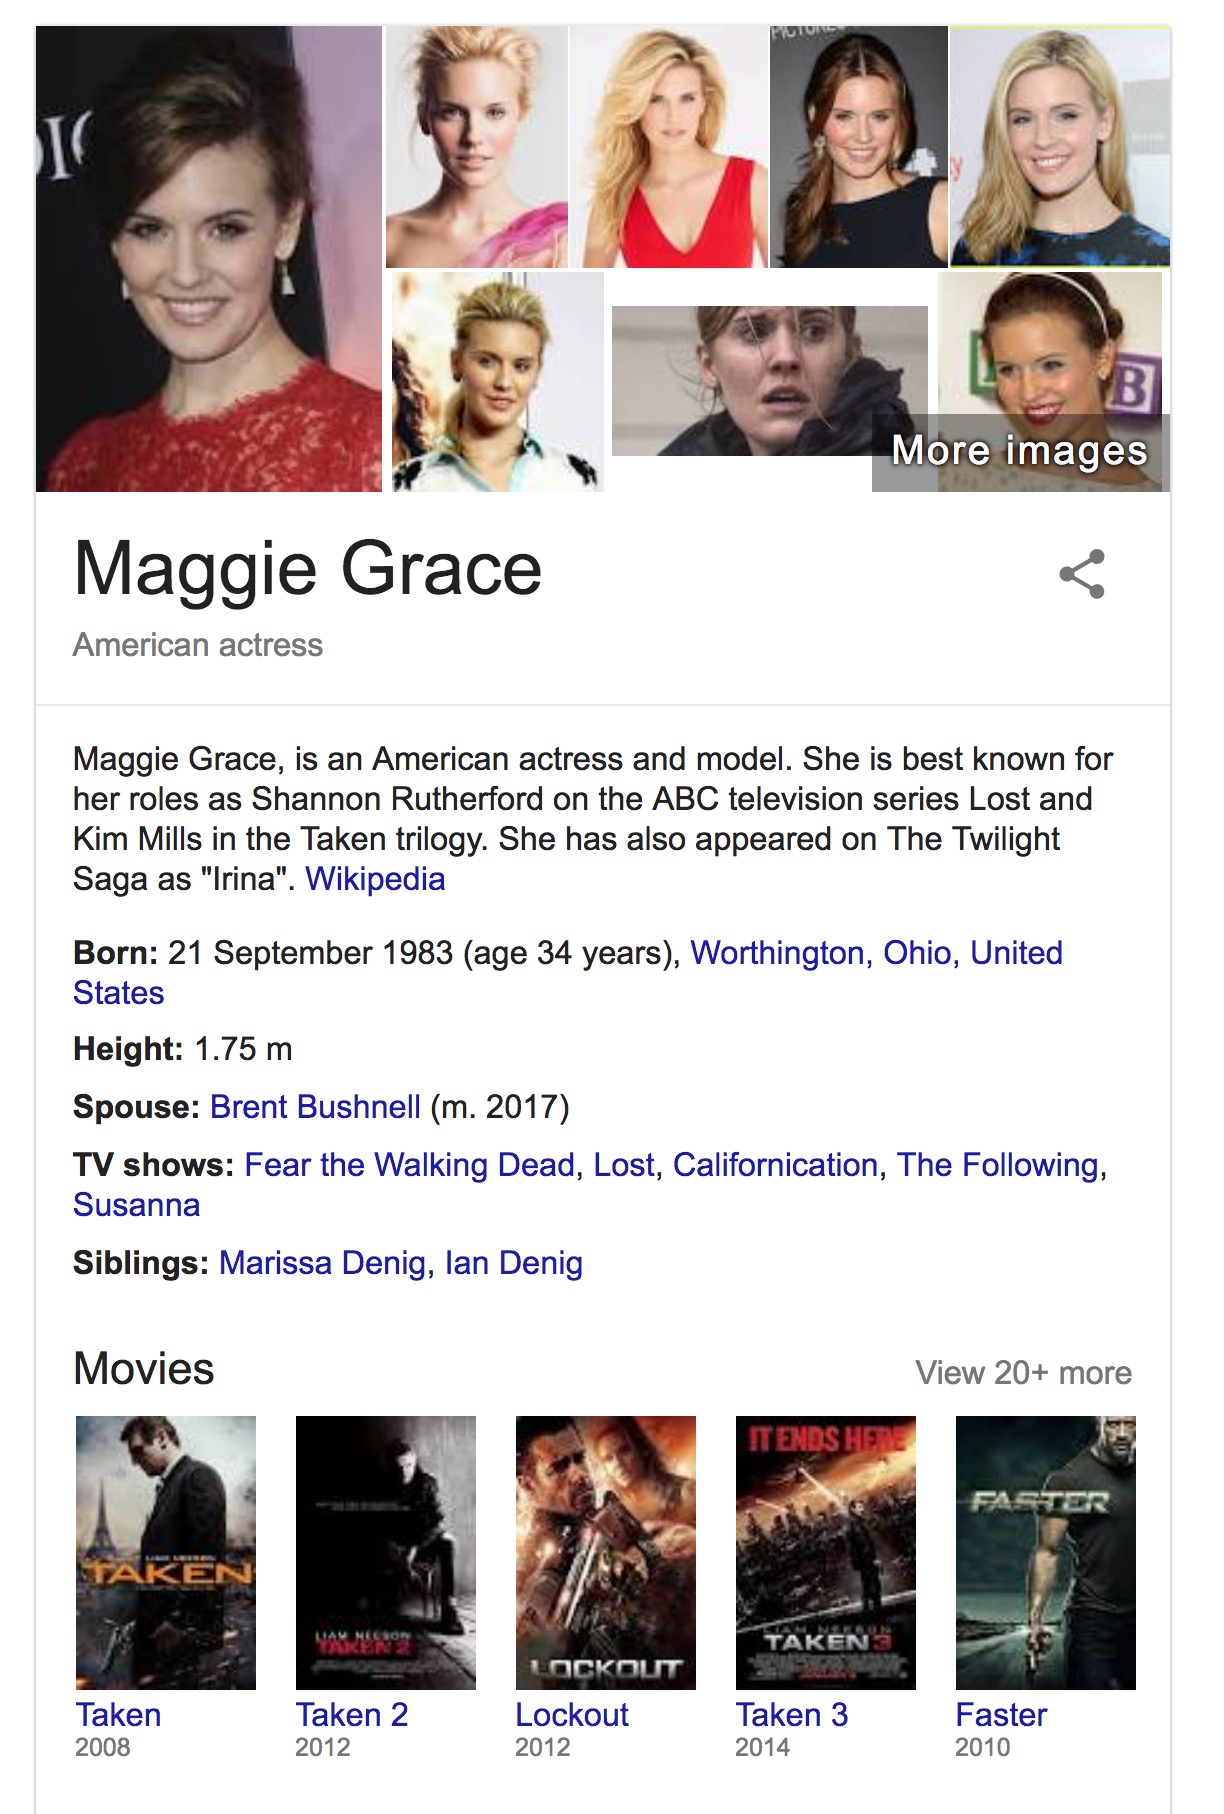 PICTURE
IC
B
More images
Maggie Grace
American actress
Maggie Grace, is an American actress and model. She is best known for
her roles as Shannon Rutherford on the ABC television series Lost and
Kim Mills in the Taken trilogy. She has also appeared on The Twilight
Saga as "Irina". Wikipedia
Born: 21 September 1983 (age 34 years), Worthington, Ohio, United
States
Height: 1.75 m
Spouse: Brent Bushnell (m. 2017)
TV shows: Fear the Walking Dead, Lost, Californication, The Following,
Susanna
Siblings: Marissa Denig, Ian Denig
Movies
View 20+ more
LIAM NEESON
TAKEN
LIAM NEESON
TAKEN 2
LOCKOUT
IT ENDS HERE
LIAM NEESON
TAKEN 3
FASTER
Taken
2008
Taken 2
2012
Lockout
2012
Taken 3
2014
Faster
2010